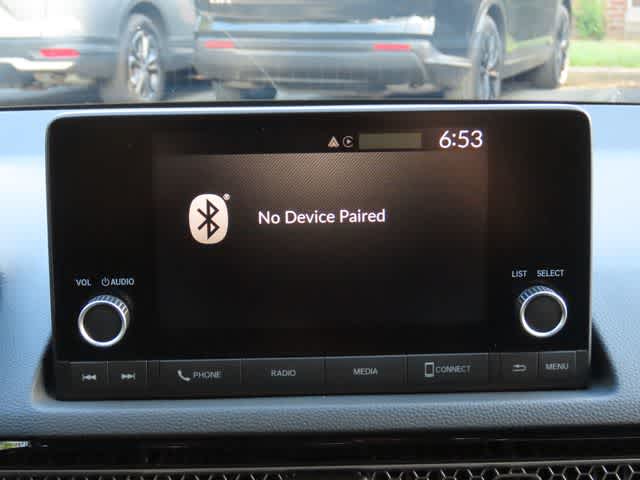 6:53
No Device Paired
VOL AUDIO
LIST SELECT
PHONE RADIO MEDIA CONNECT MENU